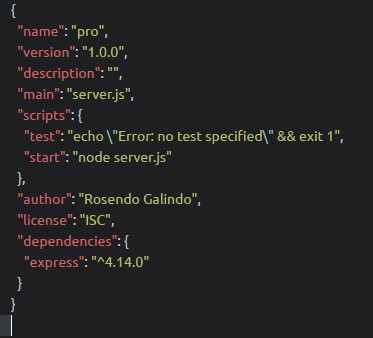 {
  "name": "pro",
  "version": "1.0.0",
  "description": "",
  "main": "server.js",
  "scripts": {
    "test": "echo \"Error: no test specified\" && exit 1",
    "start": "node server.js"
  },
  "author": "Rosendo Galindo",
  "license": "ISC",
  "dependencies": {
    "express": "^4.14.0"
  }
}